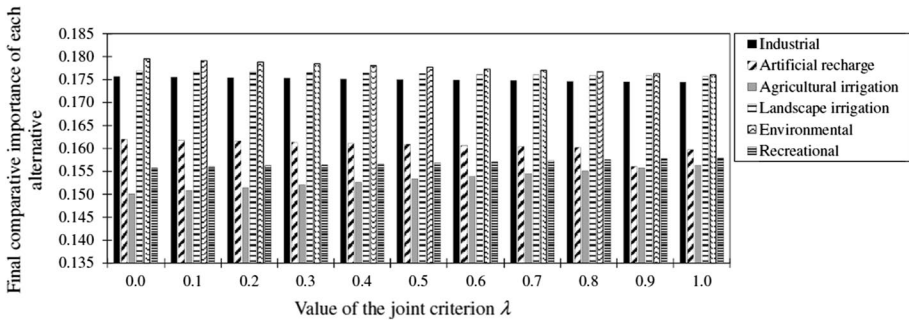 Final comparative importance of each
alternative
0.185
0.180
0.175
0.170
0.165
0.160
0.155
0.150
0.145
0.140
0.135
0.0 0.1 0.2 0.3 0.4 0.5 0.6 0.7 0.8 0.9 1.0
Value of the joint criterion λ
Industrial
Artificial recharge
Agricultural irrigation
Landscape irrigation
Environmental
Recreational